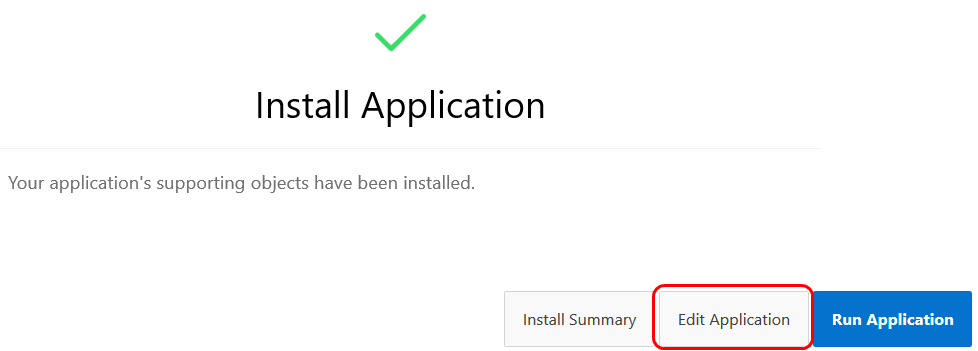 Install Application
Your application's supporting objects have been installed.
Install Summary
Edit Application
Run Application